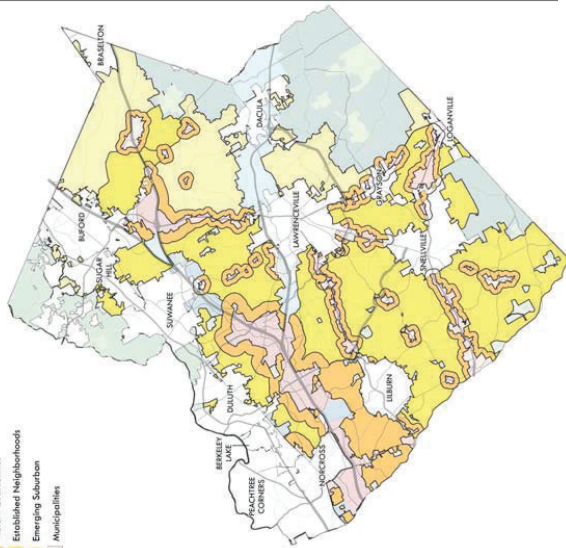 Established Neighborhoods
Emerging Suburban
Municipalities
BRASELTON
BUFORD
SUGAR
HILL
SUWANEE
DACULA
DULUTH
BERKELEY
LAKE
PEACHTREE
CORNERS
NORCROSS
LAWRENCEVILLE
LILBURN
GRAYSON
SNELLVILLE
LOGANVILLE